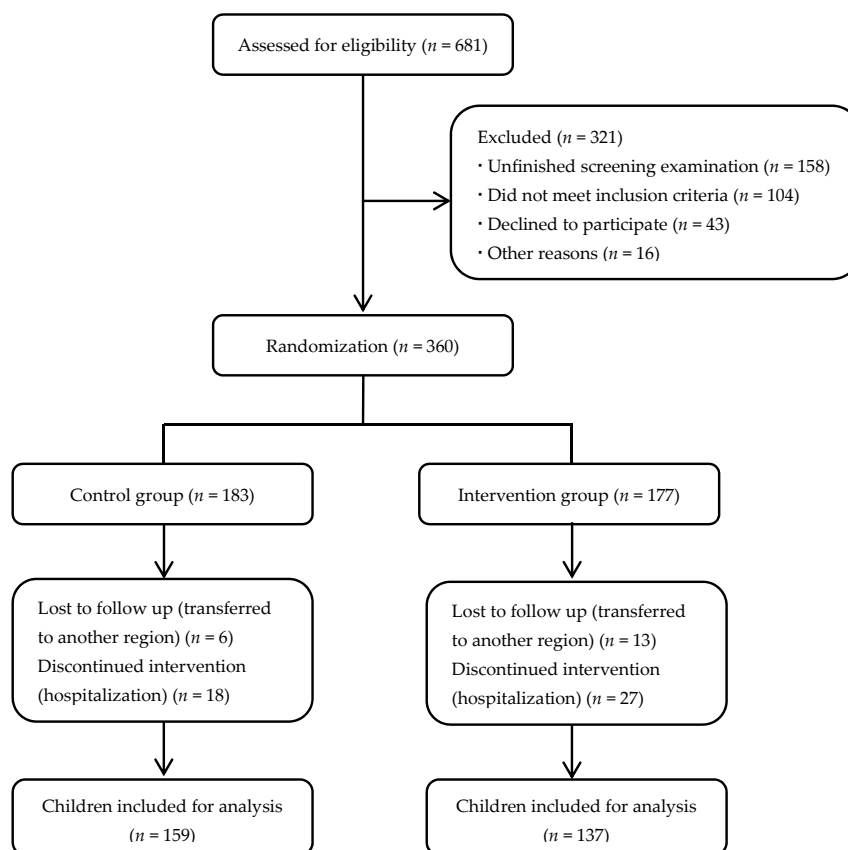 Assessed for eligibility (n = 681)
Excluded (n = 321)
· Unfinished screening examination (n = 158)
· Did not meet inclusion criteria (n = 104)
· Declined to participate (n = 43)
· Other reasons (n = 16)
Randomization (n = 360)
Control group (n = 183)
Intervention group (n = 177)
Lost to follow up (transferred
to another region) (n = 6)
Discontinued intervention
(hospitalization) (n = 18)
Lost to follow up (transferred
to another region) (n = 13)
Discontinued intervention
(hospitalization) (n = 27)
Children included for analysis
(n = 159)
Children included for analysis
(n = 137)